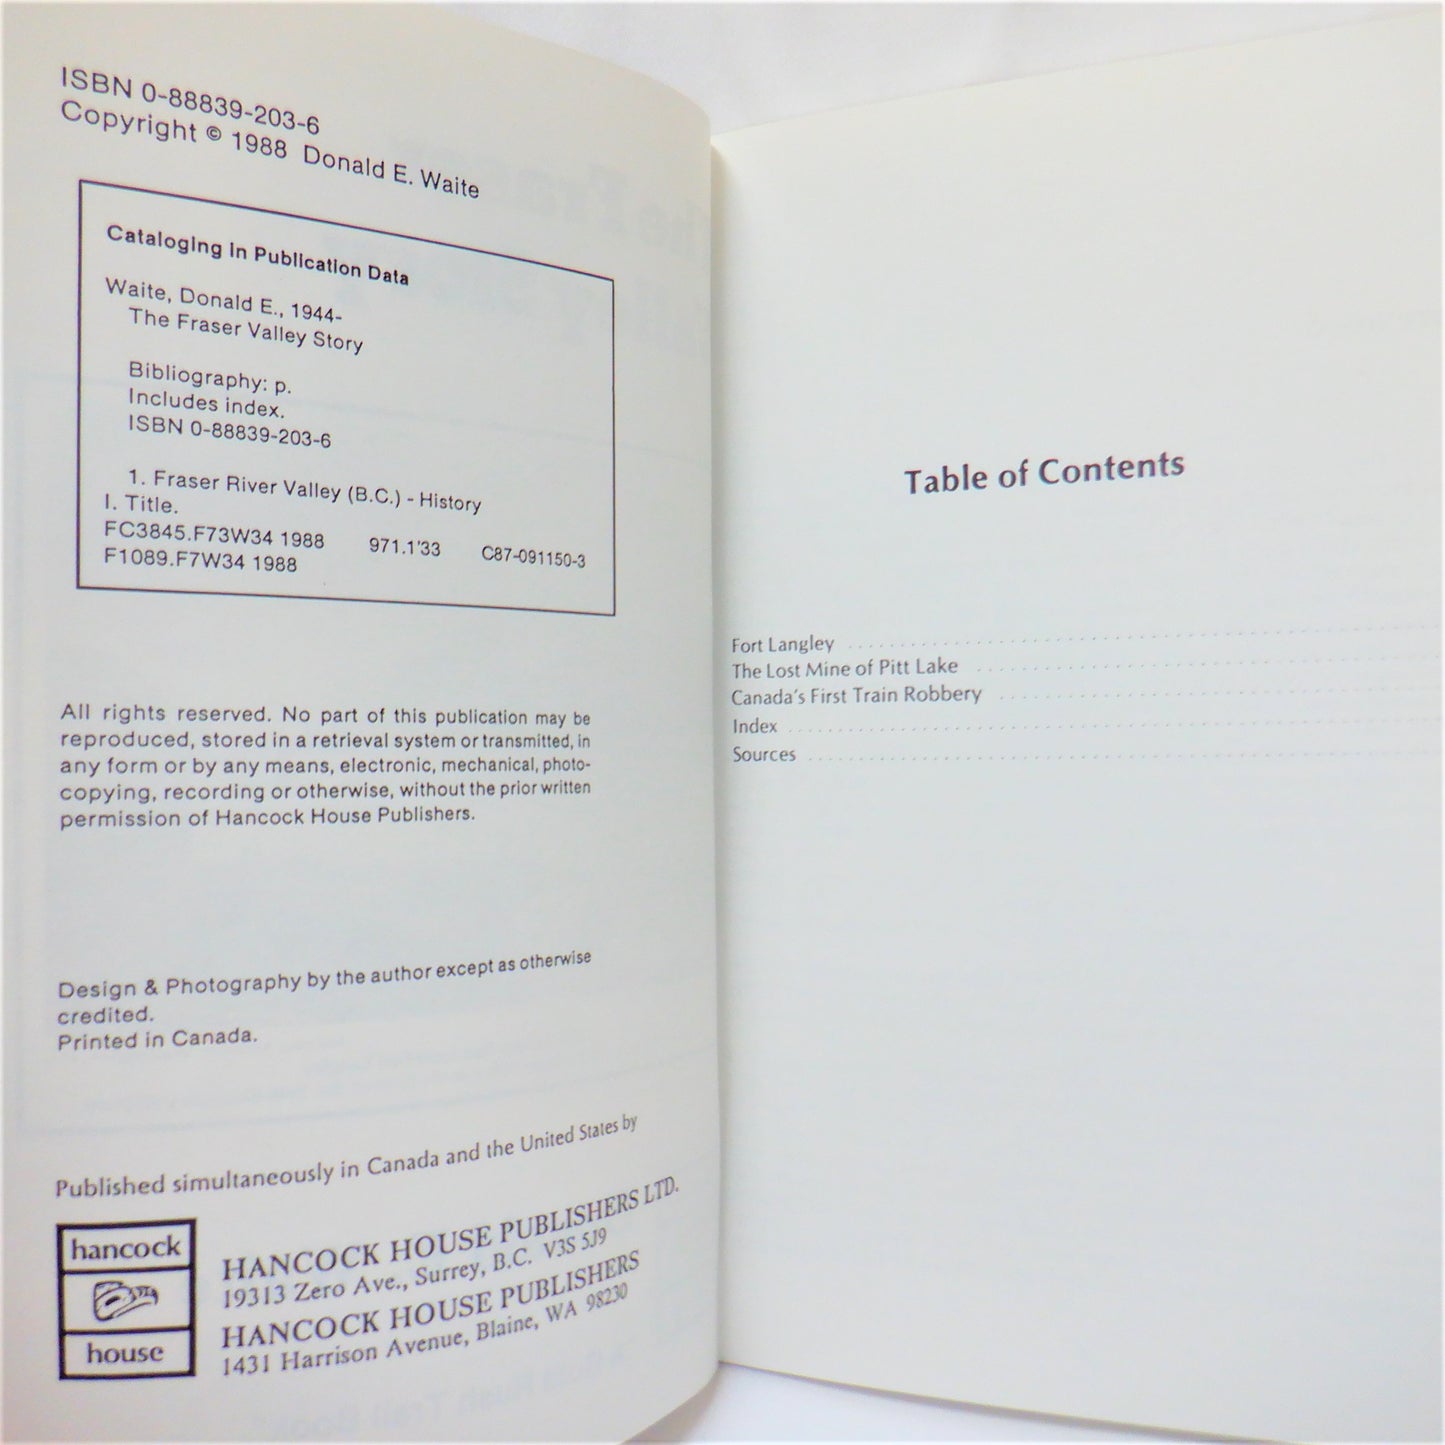 ISBN 0-88839-203-6
Copyright © 1988 Donald E. Waite
Cataloging in Publication Data
Waite, Donald E., 1944-
The Fraser Valley Story
Bibliography: p.
Includes index.
ISBN 0-88839-203-6
1. Fraser River Valley (B.C.) - History
I. Title.
FC3845.F73W34 1988 971.1'33 C87-091150-3
F1089.F7W34 1988
All rights reserved. No part of this publication may be
reproduced, stored in a retrieval system or transmitted, in
any form or by any means, electronic, mechanical, photo-
copying, recording or otherwise, without the prior written
permission of Hancock House Publishers.
Design & Photography by the author except as otherwise
credited.
Printed in Canada.
Published simultaneously in Canada and the United States by
hancock
house
HANCOCK HOUSE PUBLISHERS LTD.
19313 Zero Ave., Surrey, B.C. V3S 5J9
HANCOCK HOUSE PUBLISHERS
1431 Harrison Avenue, Blaine, WA 98230
Table of Contents
Fort Langley
The Lost Mine of Pitt Lake
Canada's First Train Robbery
Index
Sources